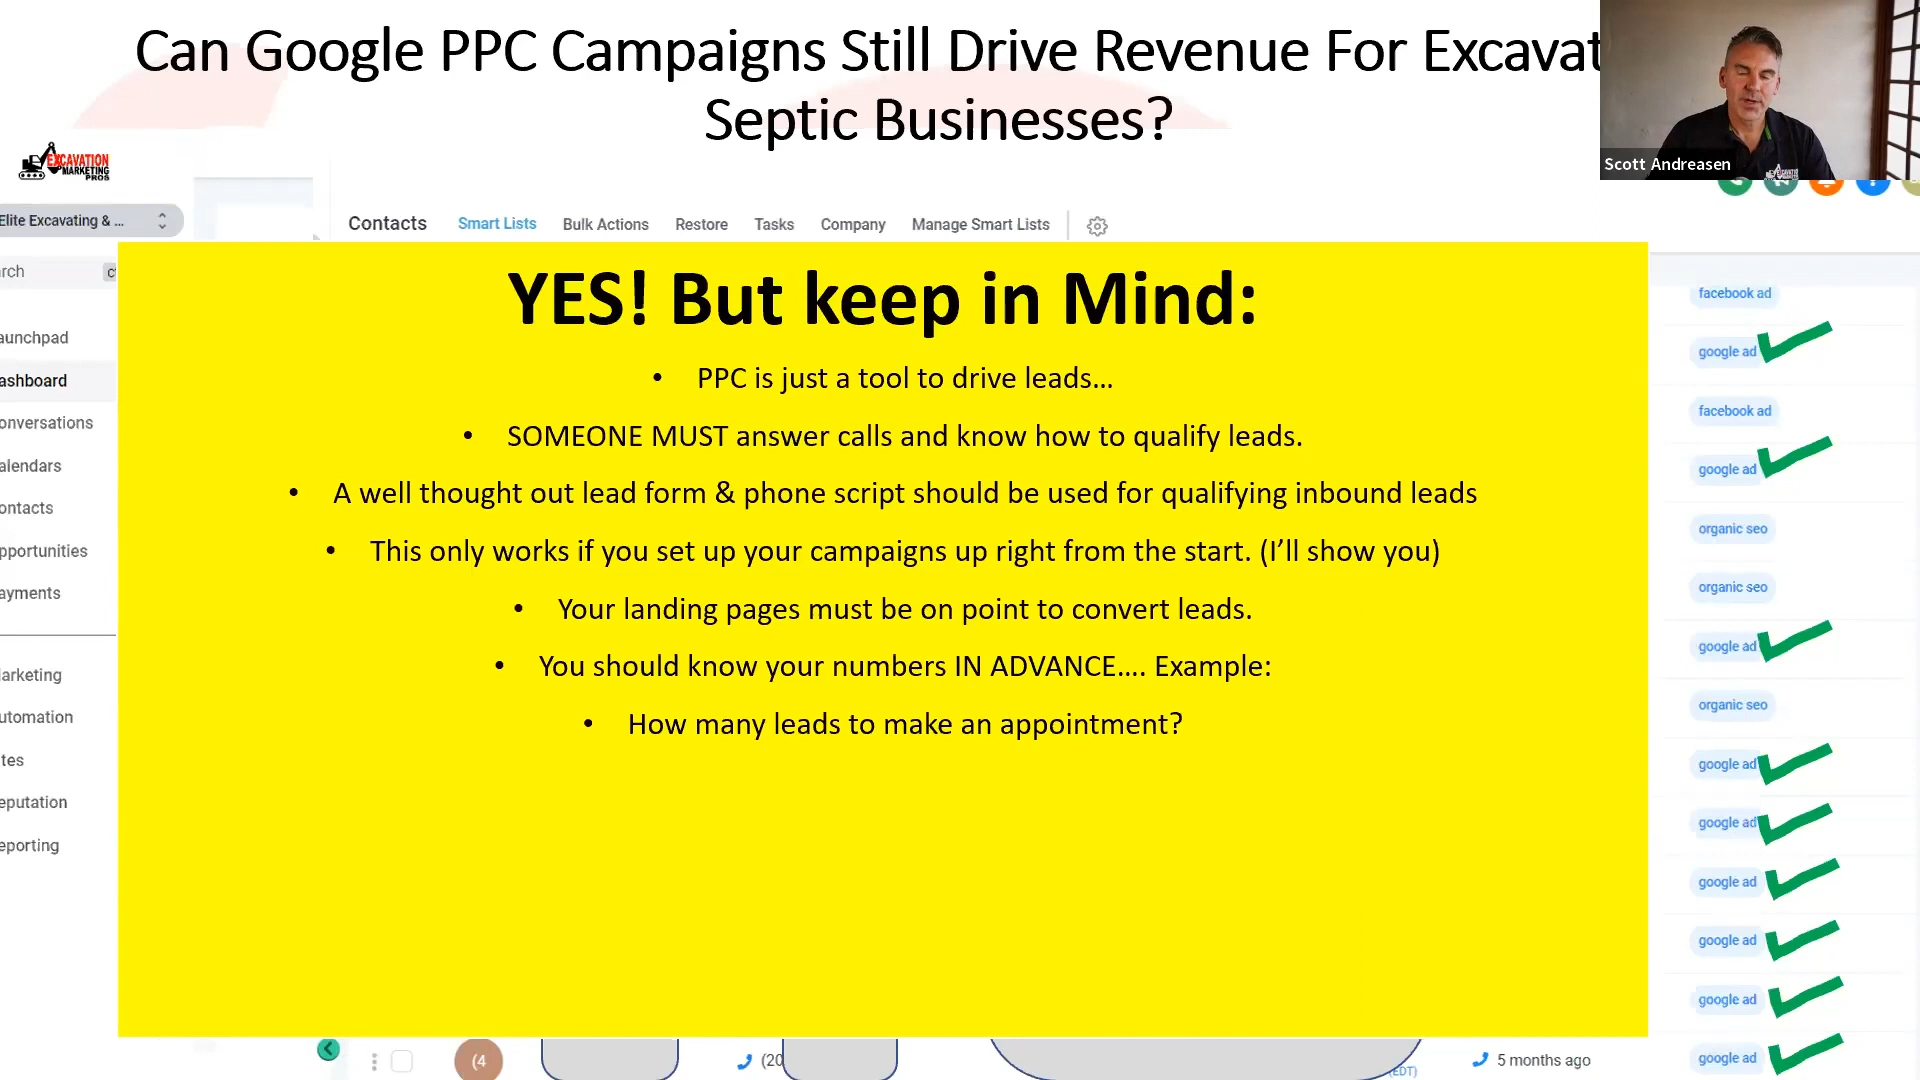 Can Google PPC Campaigns Still Drive Revenue For Excavat
Septic Businesses?
Scott Andreasen
EXCAVATION
MARKETING
PROS
Elite Excavating & ...
Contacts
Smart Lists
Bulk Actions
Restore
Tasks
Company
Manage Smart Lists
rch
aunchpad
ashboard
onversations
alendars
ontacts
pportunities
ayments
arketing
utomation
tes
eputation
eporting
YES! But keep in Mind:
• PPC is just a tool to drive leads...
• SOMEONE MUST answer calls and know how to qualify leads.
• A well thought out lead form & phone script should be used for qualifying inbound leads
• This only works if you set up your campaigns up right from the start. (I’ll show you)
• Your landing pages must be on point to convert leads.
• You should know your numbers IN ADVANCE.... Example:
• How many leads to make an appointment?
facebook ad
google ad
facebook ad
google ad
organic seo
organic seo
google ad
organic seo
google ad
google ad
google ad
google ad
google ad
google ad
(4
(20
(EDT)
5 months ago